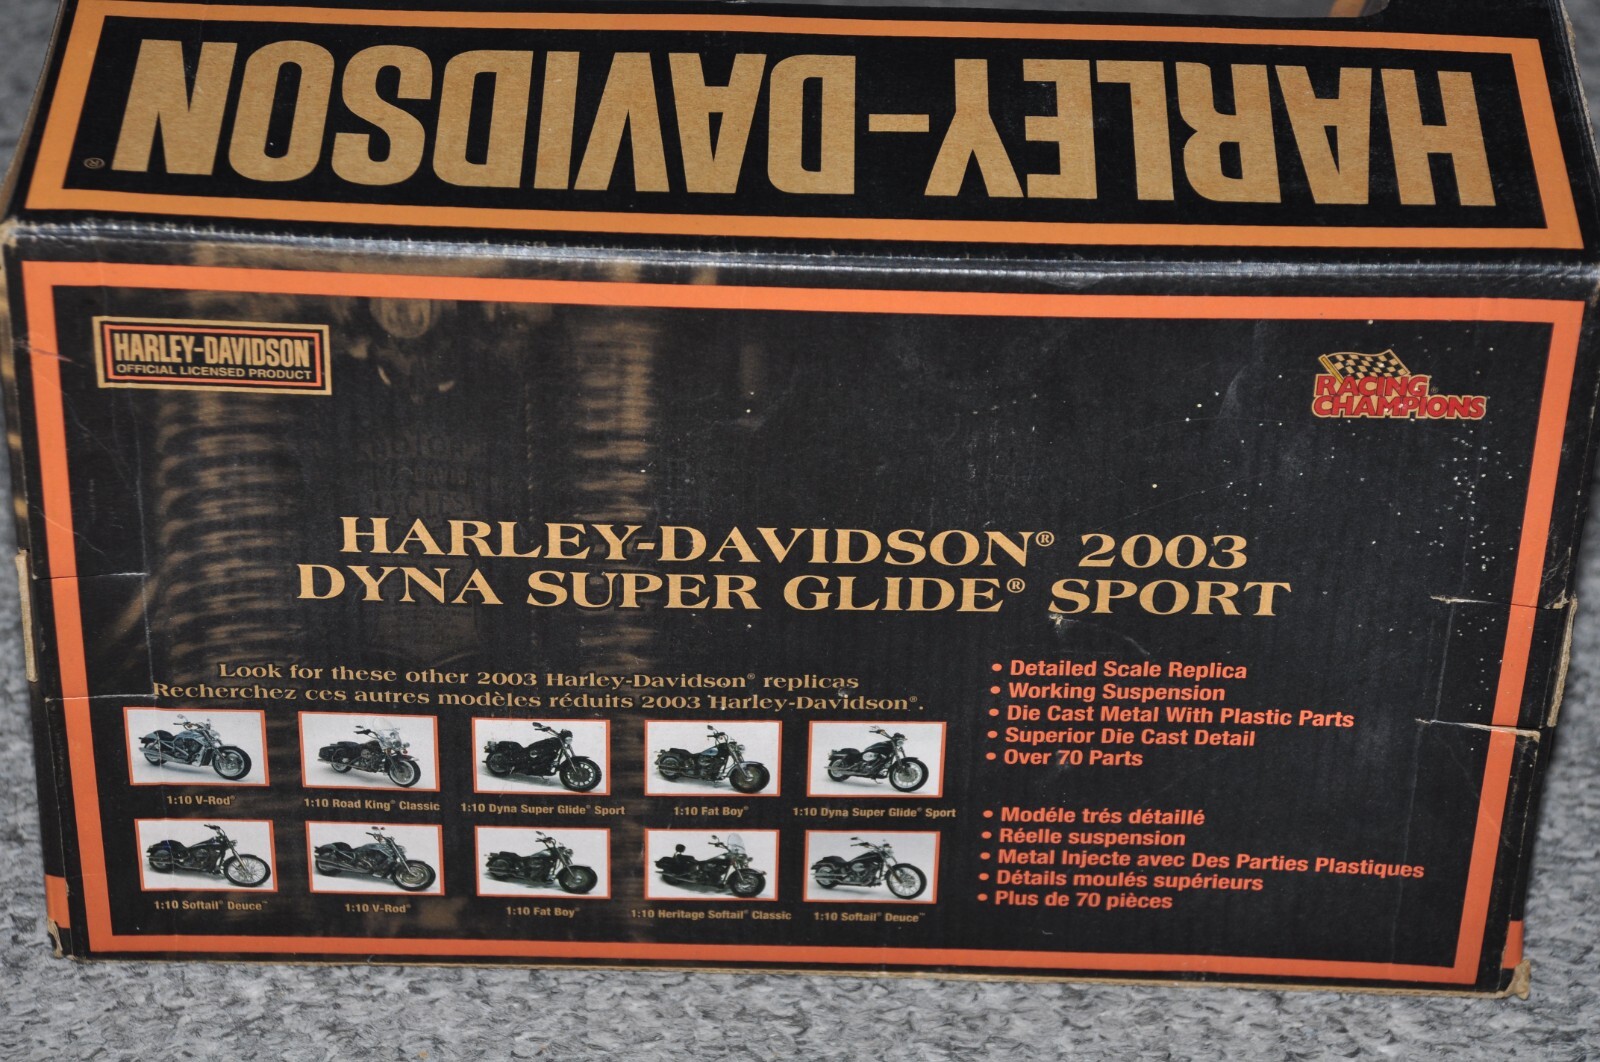 HARLEY-DAVIDSON®
HARLEY-DAVIDSON
OFFICIAL LICENSED PRODUCT
RACING
CHAMPIONS
HARLEY-DAVIDSON® 2003
DYNA SUPER GLIDE® SPORT
Look for these other 2003 Harley-Davidson® replicas
Recherchez ces autres modèles réduits 2003 Harley-Davidson®.
1:10 V-Rod®
1:10 Road King® Classic
1:10 Dyna Super Glide® Sport
1:10 Fat Boy®
1:10 Dyna Super Glide® Sport
1:10 Softail® Deuce™
1:10 V-Rod®
1:10 Fat Boy®
1:10 Heritage Softail® Classic
1:10 Softail® Deuce™
• Detailed Scale Replica
• Working Suspension
• Die Cast Metal With Plastic Parts
• Superior Die Cast Detail
• Over 70 Parts
• Modéle trés détaillé
• Réelle suspension
• Metal Injecte avec Des Parties Plastiques
• Détails moulés supérieurs
• Plus de 70 pièces